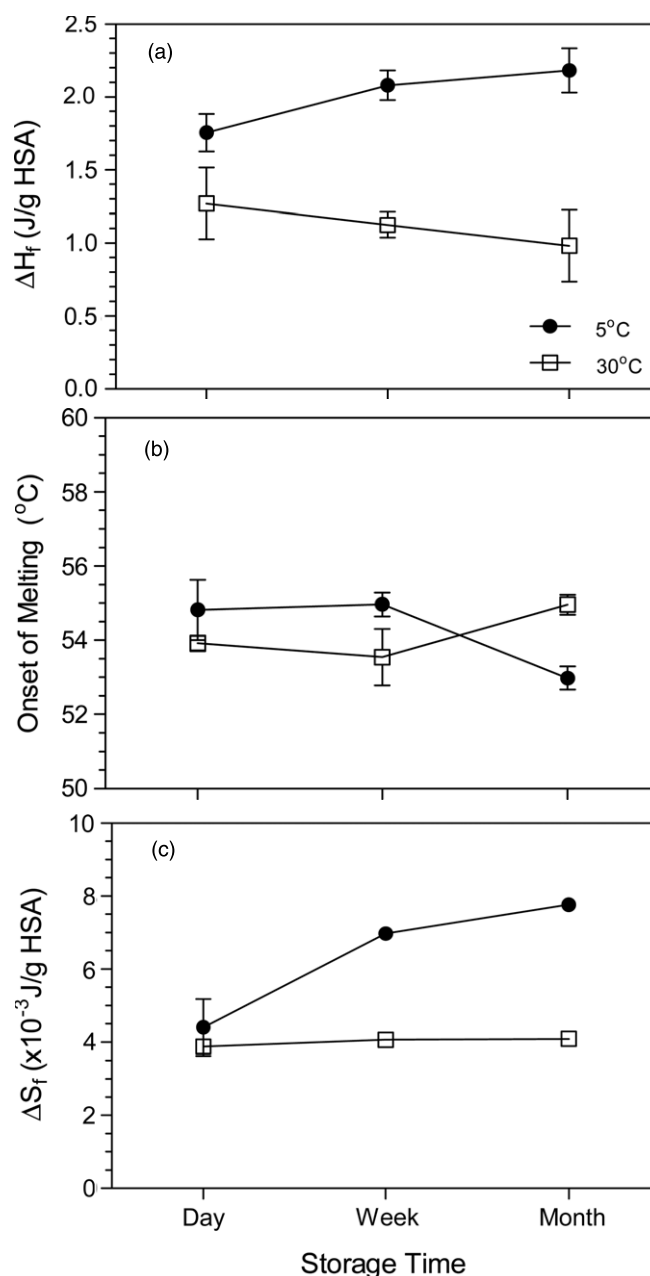 (a)
2.5
2.0
1.5
1.0
0.5
0.0
ΔHf (J/g HSA)
5°C
30°C
(b)
60
58
56
54
52
50
Onset of Melting (°C)
(c)
10
8
6
4
2
0
ΔSf (x10-3 J/g HSA)
Day Week Month
Storage Time